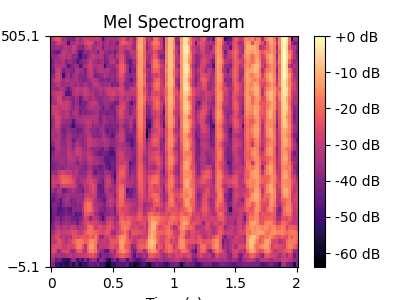 Mel Spectrogram
505.1
−5.1
0
0.5
1
1.5
2
+0 dB
-10 dB
-20 dB
-30 dB
-40 dB
-50 dB
-60 dB